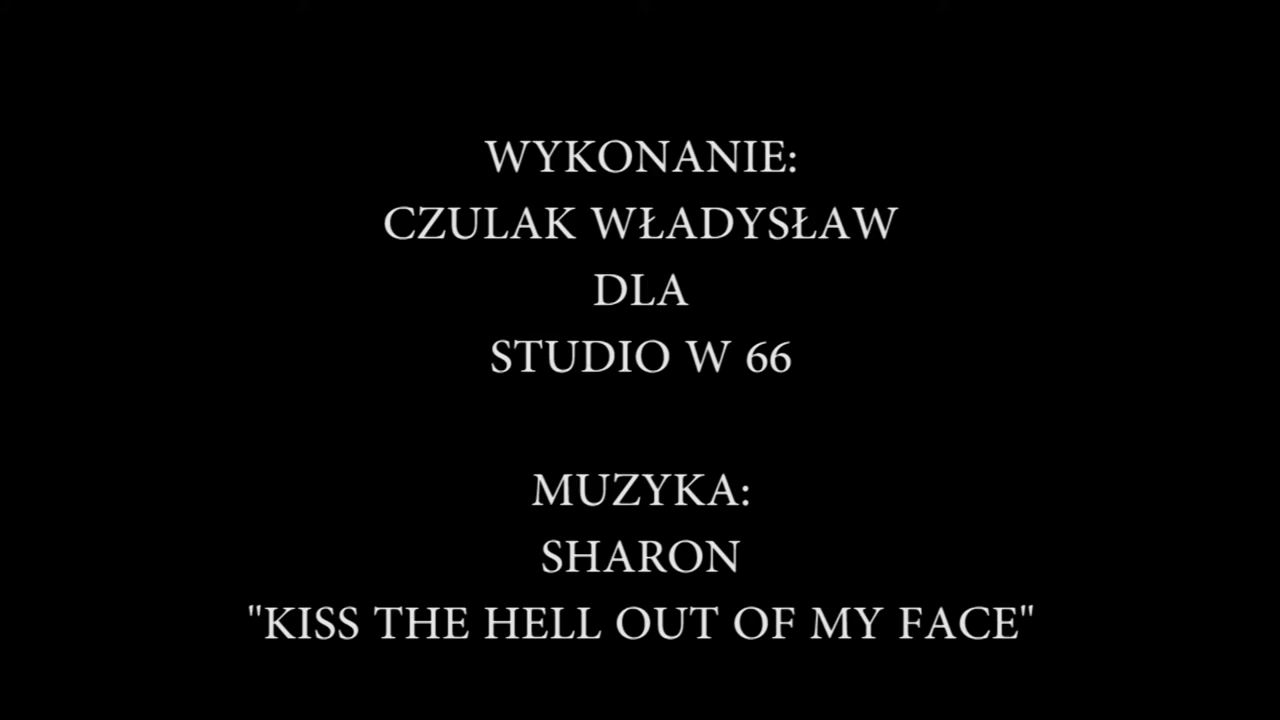 WYKONANIE:
CZULAK WŁADYSŁAW
DLA
STUDIO W 66
MUZYKA:
SHARON
"KISS THE HELL OUT OF MY FACE"